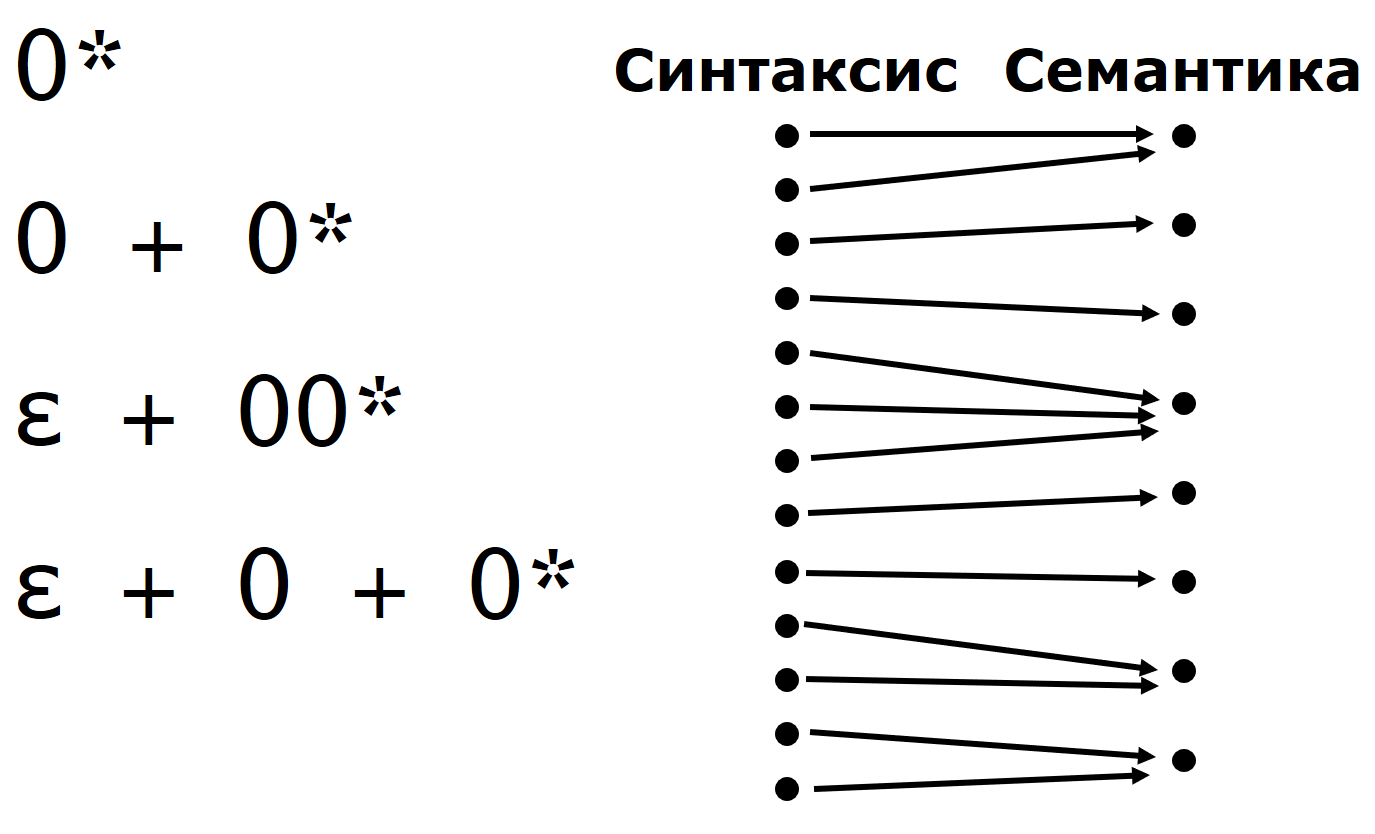 0*
0 + 0*
ε + 00*
ε + 0 + 0*
Синтаксис Семантика